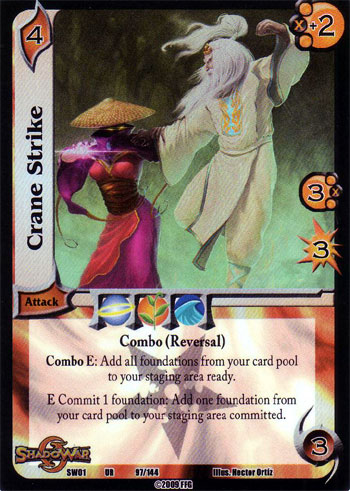 4
x +2
Crane Strike
3 x
3
Attack
Combo (Reversal)
Combo E: Add all foundations from your card pool
to your staging area ready.
E Commit 1 foundation: Add one foundation from
your card pool to your staging area committed.
3
ShadoWar
SW01 UR 97/144 Illus. Hector Ortiz
©2009 FFG